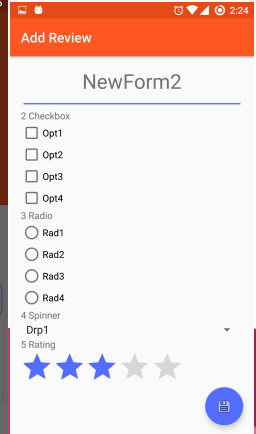 2:24
Add Review
NewForm2
2 Checkbox
Opt1
Opt2
Opt3
Opt4
3 Radio
Rad1
Rad2
Rad3
Rad4
4 Spinner
Drp1
5 Rating